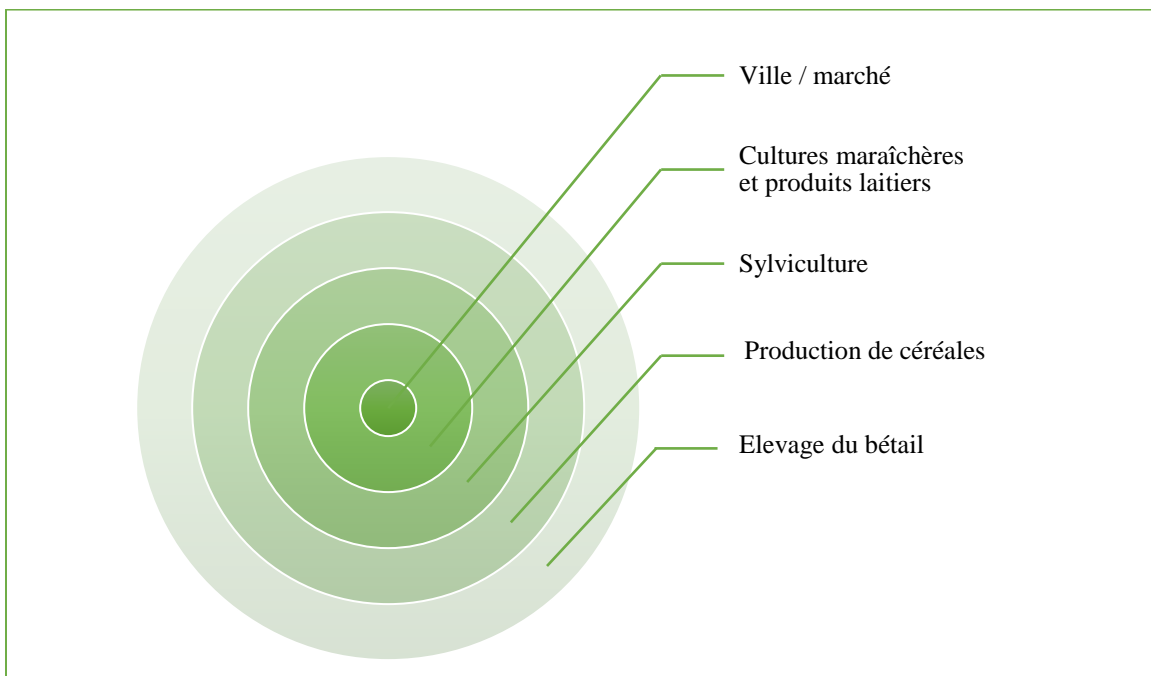 Ville / marché
Cultures maraîchères
et produits laitiers
Sylviculture
Production de céréales
Elevage du bétail